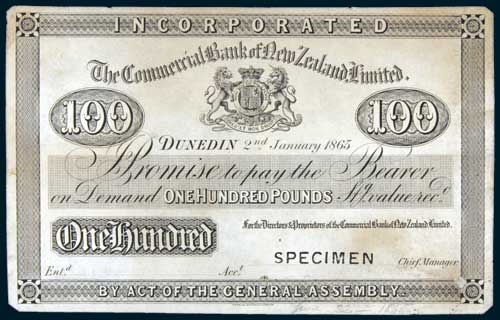 INCORPORATED
The Commercial Bank of New Zealand Limited.
100 100
DUNEDIN 2nd January 1865
Promise to pay the Bearer
on Demand ONE HUNDRED POUNDS Stg. value recd.
For the Directors & Proprietors of the Commercial Bank of New Zealand Limited.
One Hundred
SPECIMEN
Entd. Acct. Chief Manager
BY ACT OF THE GENERAL ASSEMBLY.